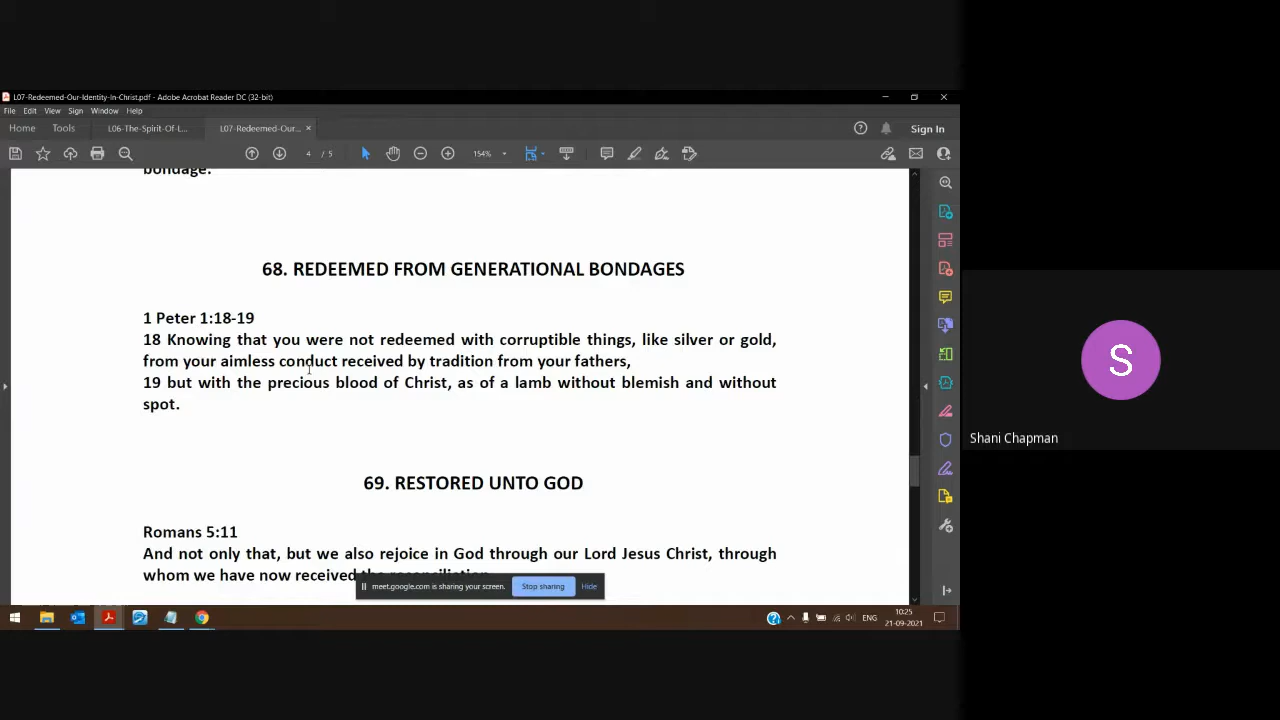 L07-Redeemed-Our-Identity-In-Christ.pdf - Adobe Acrobat Reader DC (32-bit)
File Edit View Sign Window Help
Home Tools L06-The-Spirit-Of-L... L07-Redeemed-Our... × Sign In
4 / 5 154%
bondage.
68. REDEEMED FROM GENERATIONAL BONDAGES
1 Peter 1:18-19
18 Knowing that you were not redeemed with corruptible things, like silver or gold,
from your aimless conduct received by tradition from your fathers,
19 but with the precious blood of Christ, as of a lamb without blemish and without
spot.
S
Shani Chapman
69. RESTORED UNTO GOD
Romans 5:11
And not only that, but we also rejoice in God through our Lord Jesus Christ, through
whom we have now received the reconciliation
meet.google.com is sharing your screen. Stop sharing Hide
ENG 10:25
21-09-2021